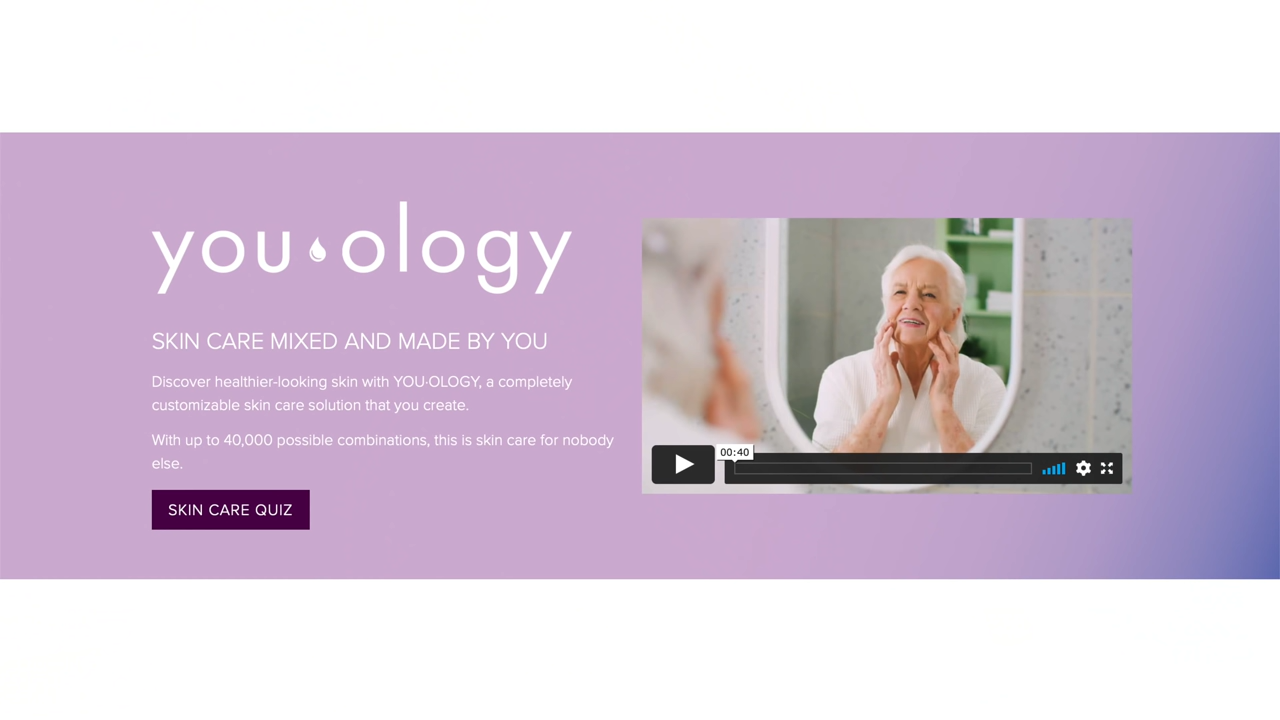 you ology
SKIN CARE MIXED AND MADE BY YOU
Discover healthier-looking skin with YOU·OLOGY, a completely
customizable skin care solution that you create.
With up to 40,000 possible combinations, this is skin care for nobody
else.
SKIN CARE QUIZ
00:40